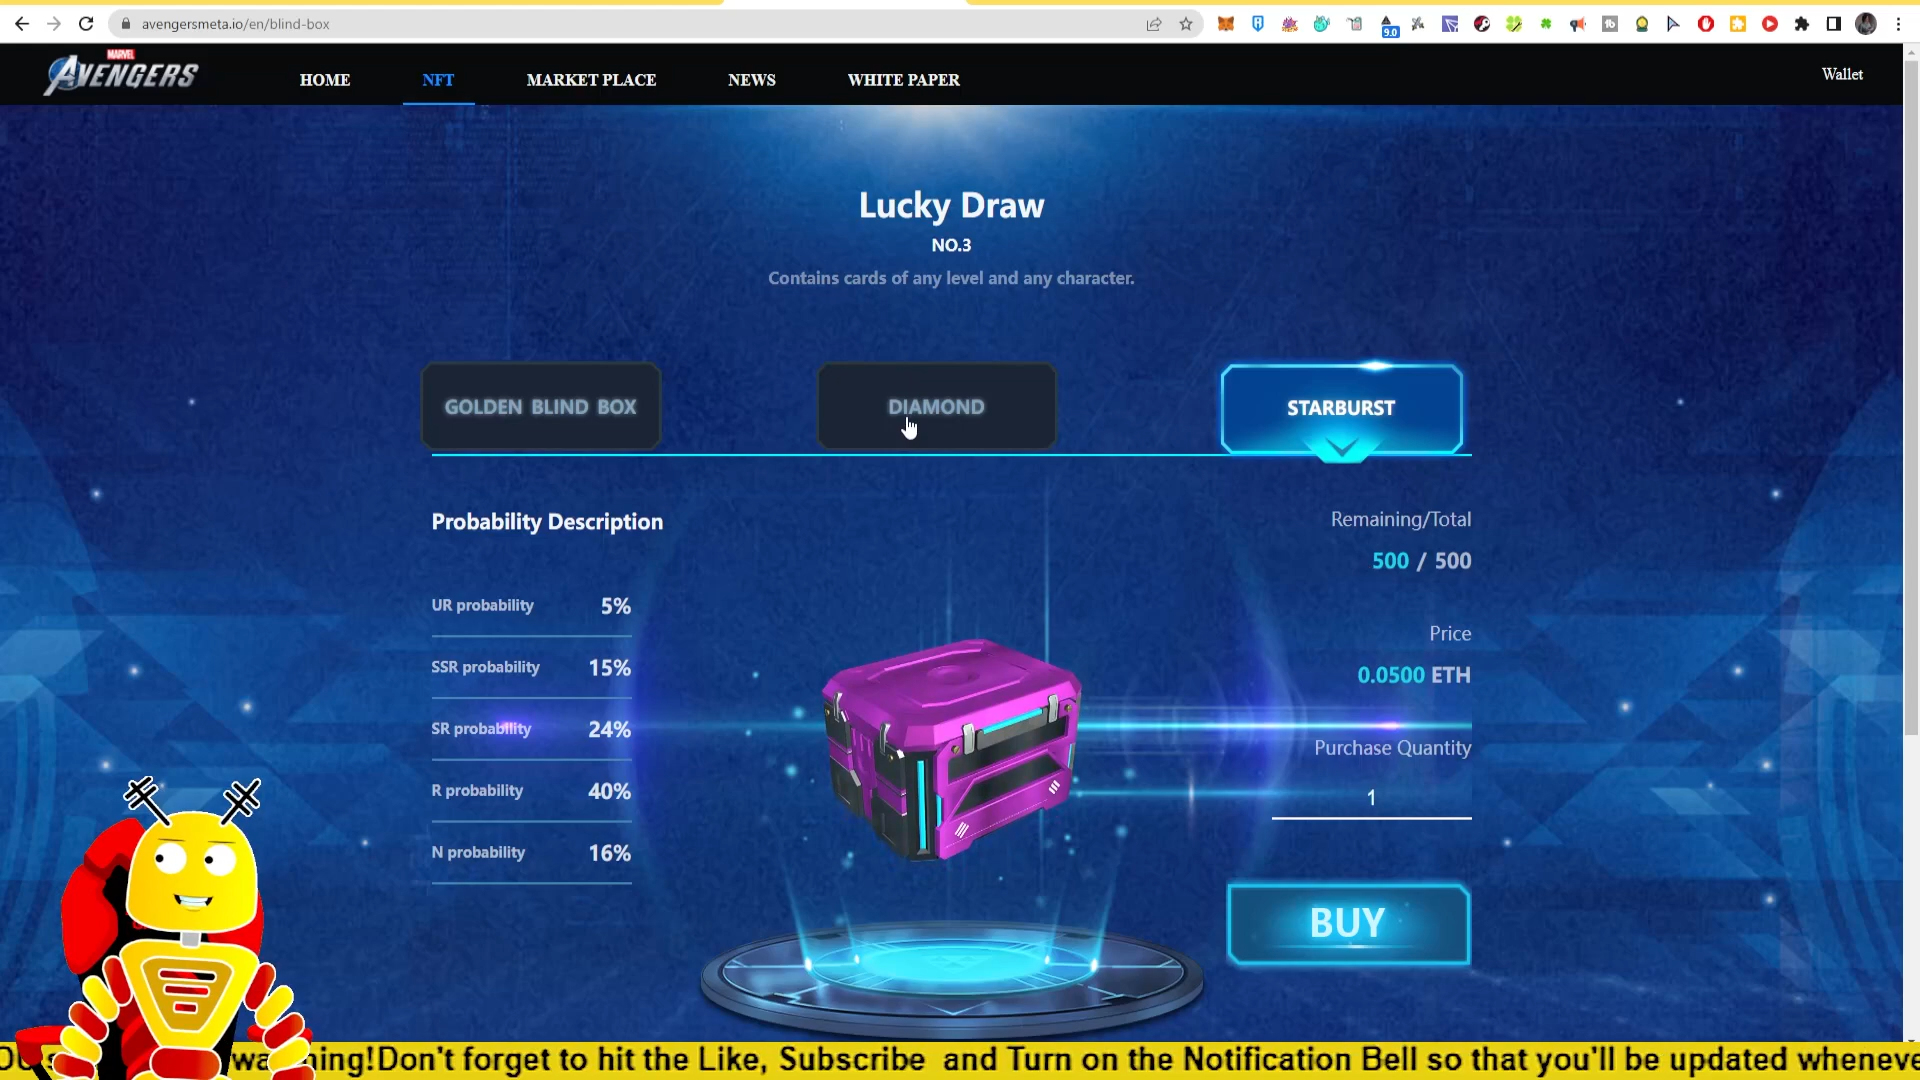 avengersmeta.io/en/blind-box
9.0
MARVEL
AVENGERS
HOME
NFT
MARKET PLACE
NEWS
WHITE PAPER
Wallet
Lucky Draw
NO.3
Contains cards of any level and any character.
GOLDEN BLIND BOX
DIAMOND
STARBURST
Probability Description
Remaining/Total
500 / 500
UR probability 5%
Price
0.0500 ETH
SSR probability 15%
SR probability 24%
Purchase Quantity
1
R probability 40%
N probability 16%
BUY
Don't forget to hit the Like, Subscribe and Turn on the Notification Bell so that you'll be updated